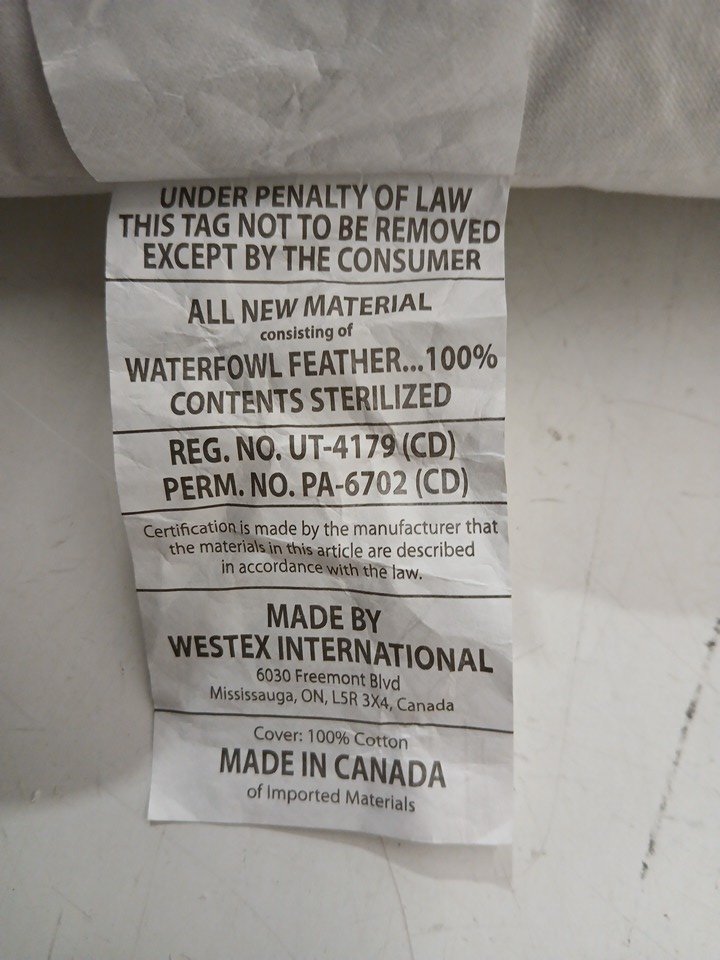 UNDER PENALTY OF LAW
THIS TAG NOT TO BE REMOVED
EXCEPT BY THE CONSUMER
ALL NEW MATERIAL
consisting of
WATERFOWL FEATHER...100%
CONTENTS STERILIZED
REG. NO. UT-4179 (CD)
PERM. NO. PA-6702 (CD)
Certification is made by the manufacturer that
the materials in this article are described
in accordance with the law.
MADE BY
WESTEX INTERNATIONAL
6030 Freemont Blvd
Mississauga, ON, L5R 3X4, Canada
Cover: 100% Cotton
MADE IN CANADA
of Imported Materials